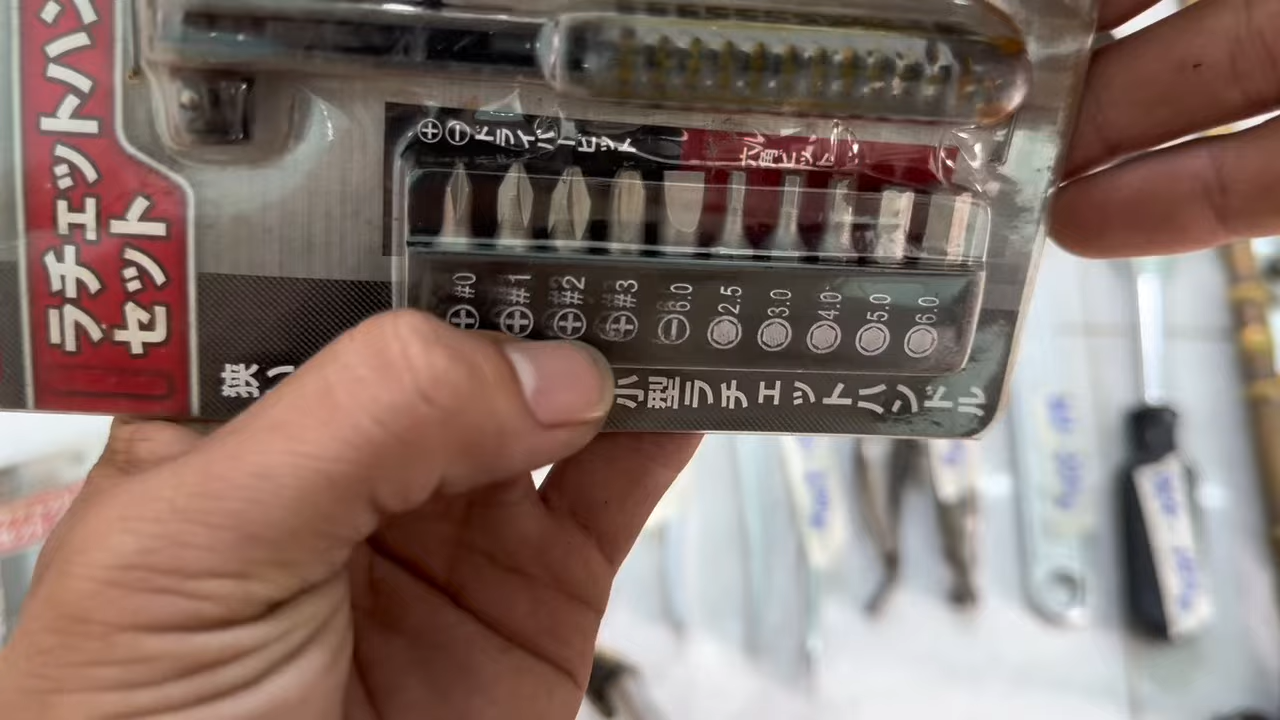 ラチェットハン
セット
⊕⊖ドライバービット
六角ビット
⊕#0 ⊕#1 ⊕#2 ⊕#3 ⊖6.0 2.5 3.0 4.0 5.0 6.0
狭い
小型ラチェットハンドル